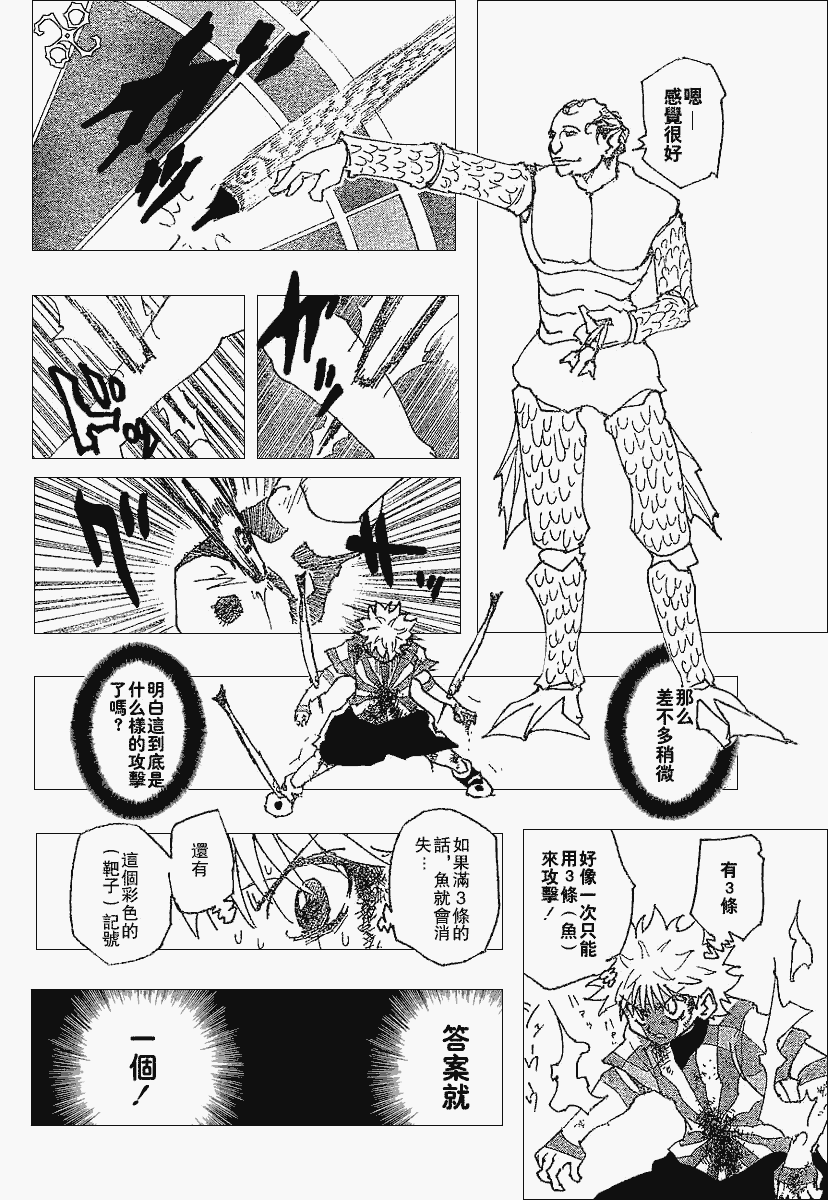 嗯—
感覺很好
那么
差不多稍微
明白這到底是
什么樣的攻擊
了嗎？
有3條
好像一次只能
用3條（魚）
來攻擊！
如果滿3條的
話，魚就會消
失…
還有
這個彩色的
（靶子）記號
答案就
一個！